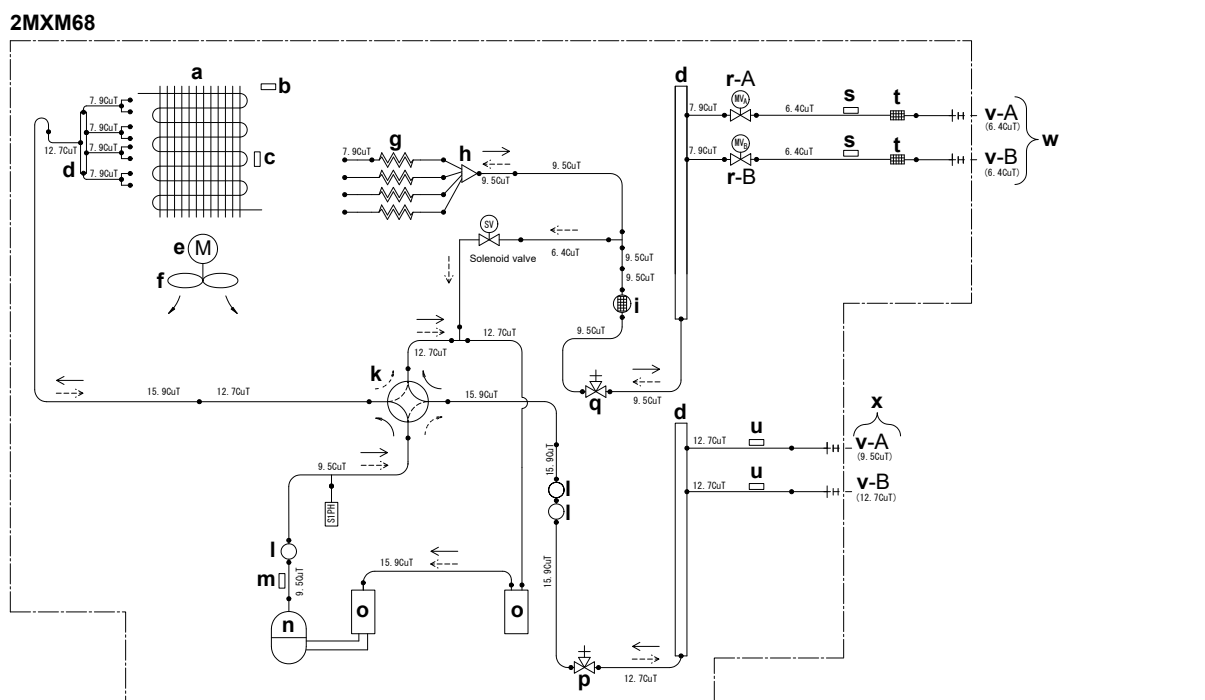 2MXM68
a
b
7.9CuT
7.9CuT
7.9CuT
7.9CuT
12.7CuT
d
c
e M
f
g
7.9CuT
h
9.5CuT
9.5CuT
SV
Solenoid valve
6.4CuT
9.5CuT
9.5CuT
i
9.5CuT
q
9.5CuT
d
r-A
MVA
7.9CuT
6.4CuT
s
t
v-A
(6.4CuT)
MVB
7.9CuT
6.4CuT
r-B
s
t
v-B
(6.4CuT)
w
12.7CuT
12.7CuT
k
15.9CuT
12.7CuT
15.9CuT
9.5CuT
S1PH
l
m
9.5CuT
n
15.9CuT
o
o
15.9CuT
l
l
15.9CuT
p
12.7CuT
d
12.7CuT
u
x
v-A
(9.5CuT)
12.7CuT
u
v-B
(12.7CuT)